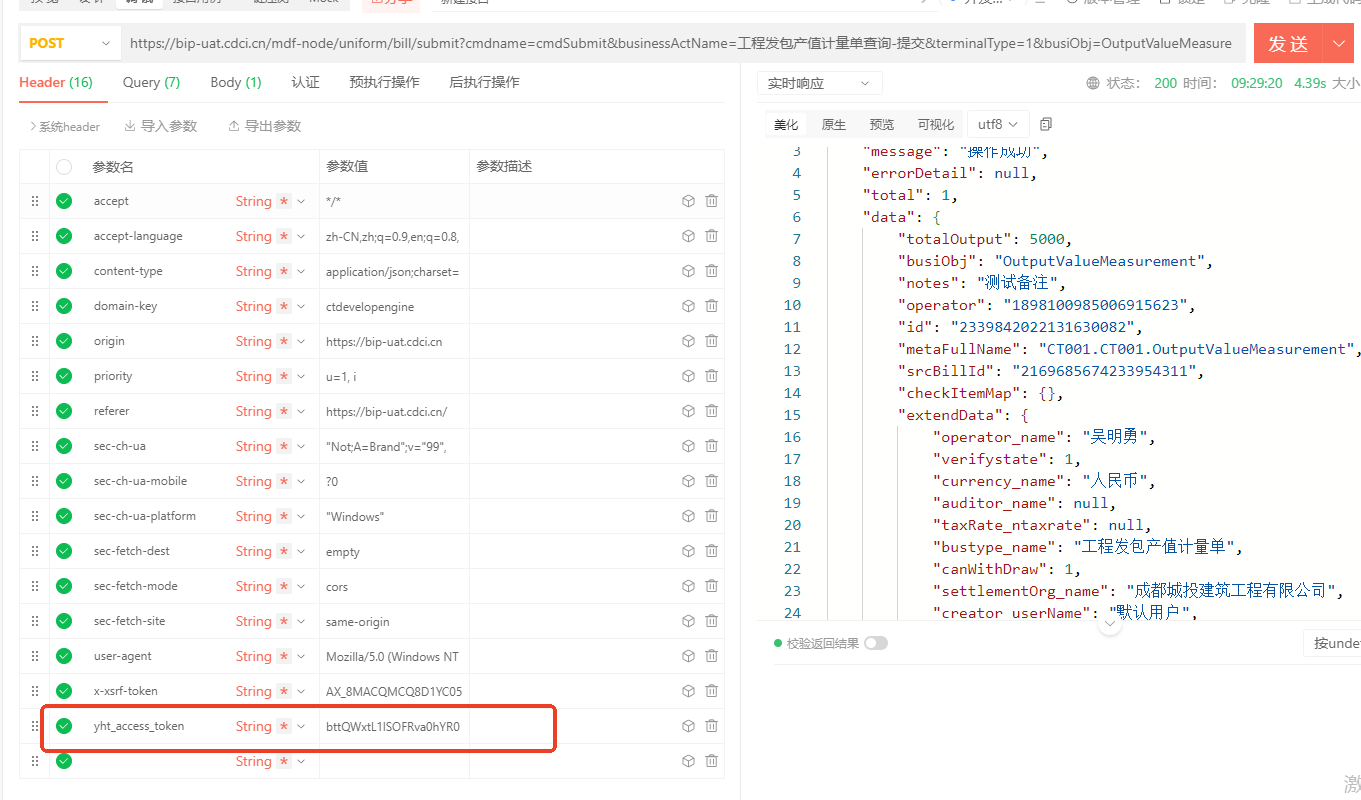 POST
https://bip-uat.cdci.cn/mdf-node/uniform/bill/submit?cmdname=cmdSubmit&businessActName=工程发包产值计量单查询-提交&terminalType=1&busiObj=OutputValueMeasure
发送
Header (16) Query (7) Body (1) 认证 预执行操作 后执行操作
系统header 导入参数 导出参数
参数名 参数值 参数描述
accept String * */*
accept-language String * zh-CN,zh;q=0.9,en;q=0.8,
content-type String * application/json;charset=
domain-key String * ctdevelopengine
origin String * https://bip-uat.cdci.cn
priority String * u=1, i
referer String * https://bip-uat.cdci.cn/
sec-ch-ua String * "Not;A=Brand";v="99",
sec-ch-ua-mobile String * ?0
sec-ch-ua-platform String * "Windows"
sec-fetch-dest String * empty
sec-fetch-mode String * cors
sec-fetch-site String * same-origin
user-agent String * Mozilla/5.0 (Windows NT
x-xsrf-token String * AX_8MACQMCQ8D1YC05
yht_access_token String * bttQWxtL1ISOFRva0hYR0
String *
实时响应 状态： 200 时间： 09:29:20 4.39s 大小
美化 原生 预览 可视化 utf8
3 "message": "操作成功",
4 "errorDetail": null,
5 "total": 1,
6 "data": {
7 "totalOutput": 5000,
8 "busiObj": "OutputValueMeasurement",
9 "notes": "测试备注",
10 "operator": "1898100985006915623",
11 "id": "2339842022131630082",
12 "metaFullName": "CT001.CT001.OutputValueMeasurement",
13 "srcBillId": "2169685674233954311",
14 "checkItemMap": {},
15 "extendData": {
16 "operator_name": "吴明勇",
17 "verifystate": 1,
18 "currency_name": "人民币",
19 "auditor_name": null,
20 "taxRate_ntaxrate": null,
21 "bustype_name": "工程发包产值计量单",
22 "canWithDraw": 1,
23 "settlementOrg_name": "成都城投建筑工程有限公司",
24 "creator_userName": "默认用户",
校验返回结果 按unde
激